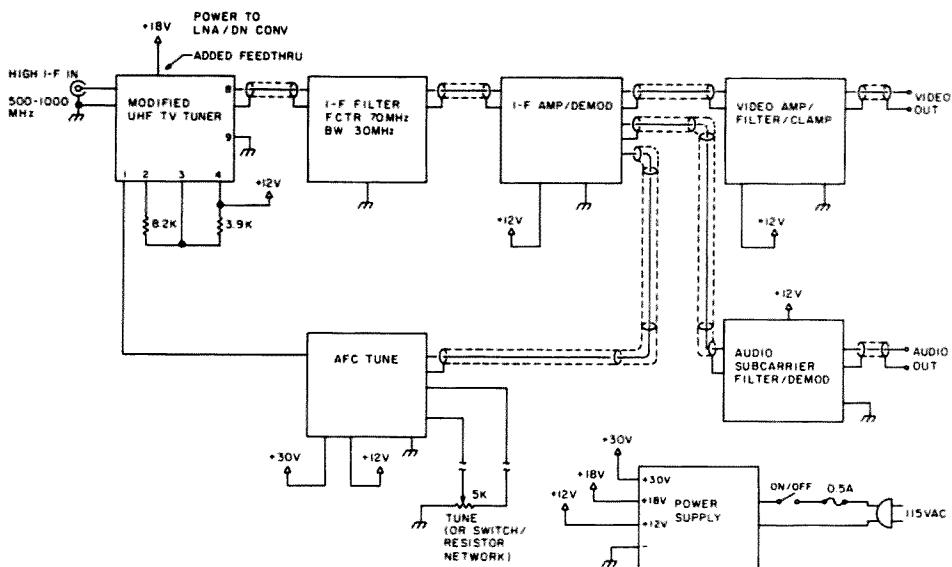 POWER TO
LNA/DN CONV
+18V
ADDED FEEDTHRU
HIGH I-F IN
500-1000
MHz
MODIFIED
UHF TV TUNER
8
9
1 2 3 4
+12V
8.2K
3.9K
I-F FILTER
FCTR 70MHz
BW 30MHz
I-F AMP/DEMOD
+12V
VIDEO AMP/
FILTER/CLAMP
+12V
VIDEO
OUT
AFC TUNE
+30V
+12V
5K
TUNE
(OR SWITCH/
RESISTOR
NETWORK)
+12V
AUDIO
SUBCARRIER
FILTER/DEMOD
AUDIO
OUT
+30V
+18V
+12V
+30V
+18V
+12V
-
POWER
SUPPLY
ON/OFF
0.5A
115VAC